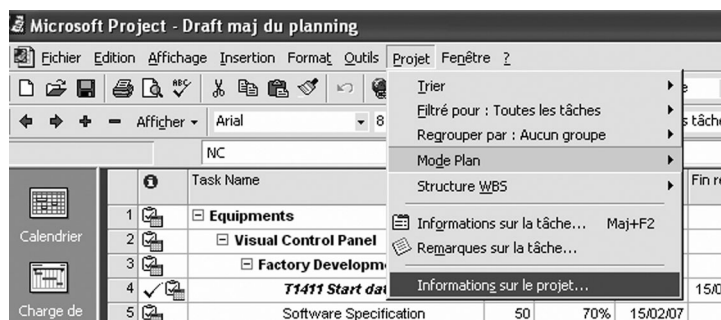 Microsoft Project - Draft maj du planning
Fichier Edition Affichage Insertion Format Outils Projet Fenêtre ?
Afficher Arial 8
NC
Trier
Filtré pour : Toutes les tâches
Regrouper par : Aucun groupe
Mode Plan
Structure WBS
Informations sur la tâche... Maj+F2
Remarques sur la tâche...
Informations sur le projet...
s tâche
Task Name
Fin r
Calendrier
Charge de
1 Equipments
2 Visual Control Panel
3 Factory Developm
4 T1411 Start dat 15/0
5 Software Specification 50 70% 15/02/07